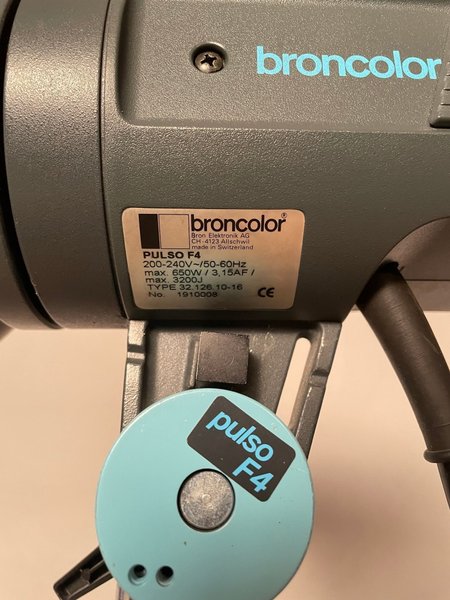 broncolor
broncolor®
Bron Elektronik AG
CH-4123 Allschwil
made in Switzerland
PULSO F4
200-240V~/50-60Hz
max. 650W / 3,15AF /
max. 3200J
TYPE 32.126.10-16
No. 1910008 CE
pulso
F4